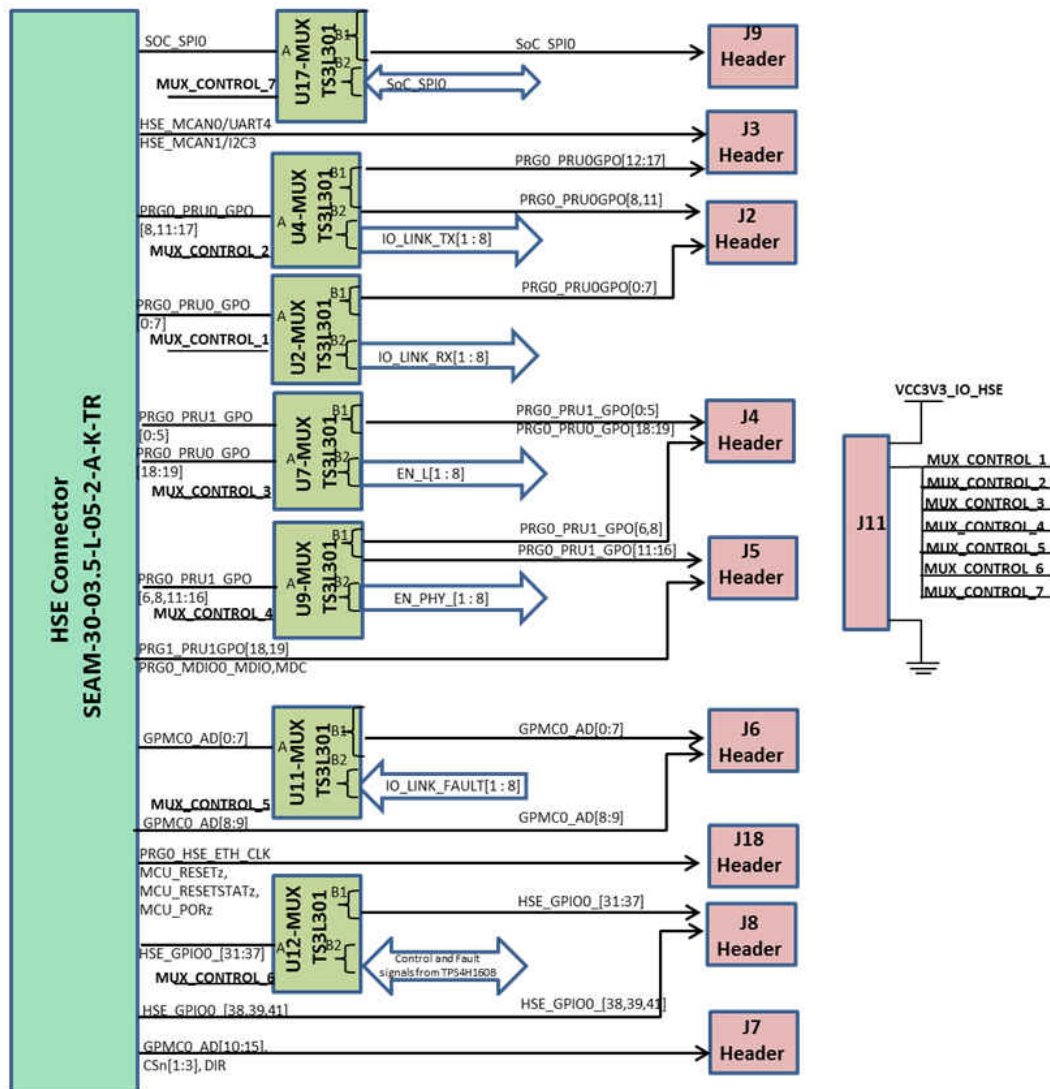 HSE Connector
SEAM-30-03.5-L-05-2-A-K-TR
SOC_SPI0
A
MUX_CONTROL_7
U17-MUX
TS3L301
B1
B2
SoC_SPI0
SoC_SPI0
J9
Header
HSE_MCAN0/UART4
HSE_MCAN1/I2C3
J3
Header
PRG0_PRU0_GPO
[8,11:17]
A
MUX_CONTROL_2
U4-MUX
TS3L301
B1
B2
PRG0_PRU0GPO[12:17]
PRG0_PRU0GPO[8,11]
IO_LINK_TX[1 : 8]
J2
Header
PRG0_PRU0_GPO
[0:7]
A
MUX_CONTROL_1
U2-MUX
TS3L301
B1
B2
PRG0_PRU0GPO[0:7]
IO_LINK_RX[1 : 8]
PRG0_PRU1_GPO
[0:5]
PRG0_PRU0_GPO
[18:19]
A
MUX_CONTROL_3
U7-MUX
TS3L301
B1
B2
PRG0_PRU1_GPO[0:5]
PRG0_PRU0_GPO[18:19]
EN_L[1 : 8]
J4
Header
PRG0_PRU1_GPO
[6,8,11:16]
A
MUX_CONTROL_4
U9-MUX
TS3L301
B1
B2
PRG0_PRU1_GPO[6,8]
PRG0_PRU1_GPO[11:16]
EN_PHY_[1 : 8]
J5
Header
PRG1_PRU1GPO[18,19]
PRG0_MDIO0_MDIO,MDC
GPMC0_AD[0:7]
A
MUX_CONTROL_5
U11-MUX
TS3L301
B1
B2
GPMC0_AD[0:7]
IO_LINK_FAULT[1 : 8]
J6
Header
GPMC0_AD[8:9]
GPMC0_AD[8:9]
PRG0_HSE_ETH_CLK
MCU_RESETz,
MCU_RESETSTATz,
MCU_PORz
J18
Header
HSE_GPIO0_[31:37]
A
MUX_CONTROL_6
U12-MUX
TS3L301
B1
B2
HSE_GPIO0_[31:37]
Control and Fault
signals from TPS4H160B
J8
Header
HSE_GPIO0_[38,39,41]
HSE_GPIO0_[38,39,41]
GPMC0_AD[10:15],
CSn[1:3], DIR
J7
Header
VCC3V3_IO_HSE
J11
MUX_CONTROL_1
MUX_CONTROL_2
MUX_CONTROL_3
MUX_CONTROL_4
MUX_CONTROL_5
MUX_CONTROL_6
MUX_CONTROL_7